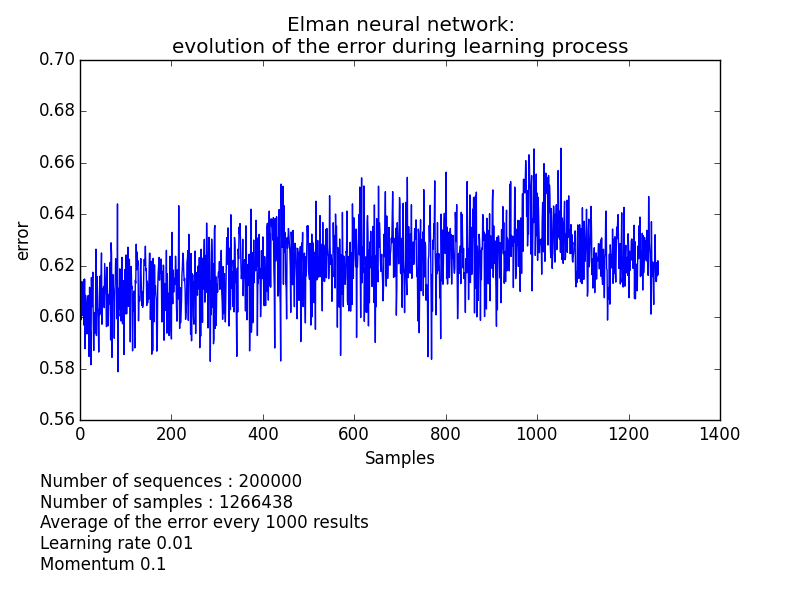 Elman neural network:
evolution of the error during learning process
0.70
0.68
0.66
0.64
0.62
0.60
0.58
0.56
error
0 200 400 600 800 1000 1200 1400
Samples
Number of sequences : 200000
Number of samples : 1266438
Average of the error every 1000 results
Learning rate 0.01
Momentum 0.1